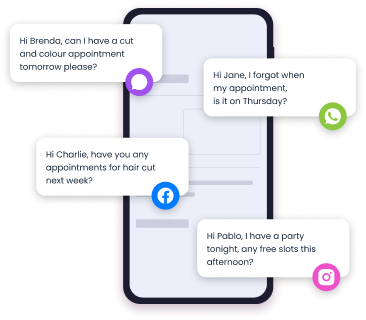 Hi Brenda, can I have a cut
and colour appointment
tomorrow please?
Hi Jane, I forgot when
my appointment,
is it on Thursday?
Hi Charlie, have you any
appointments for hair cut
next week?
Hi Pablo, I have a party
tonight, any free slots this
afternoon?